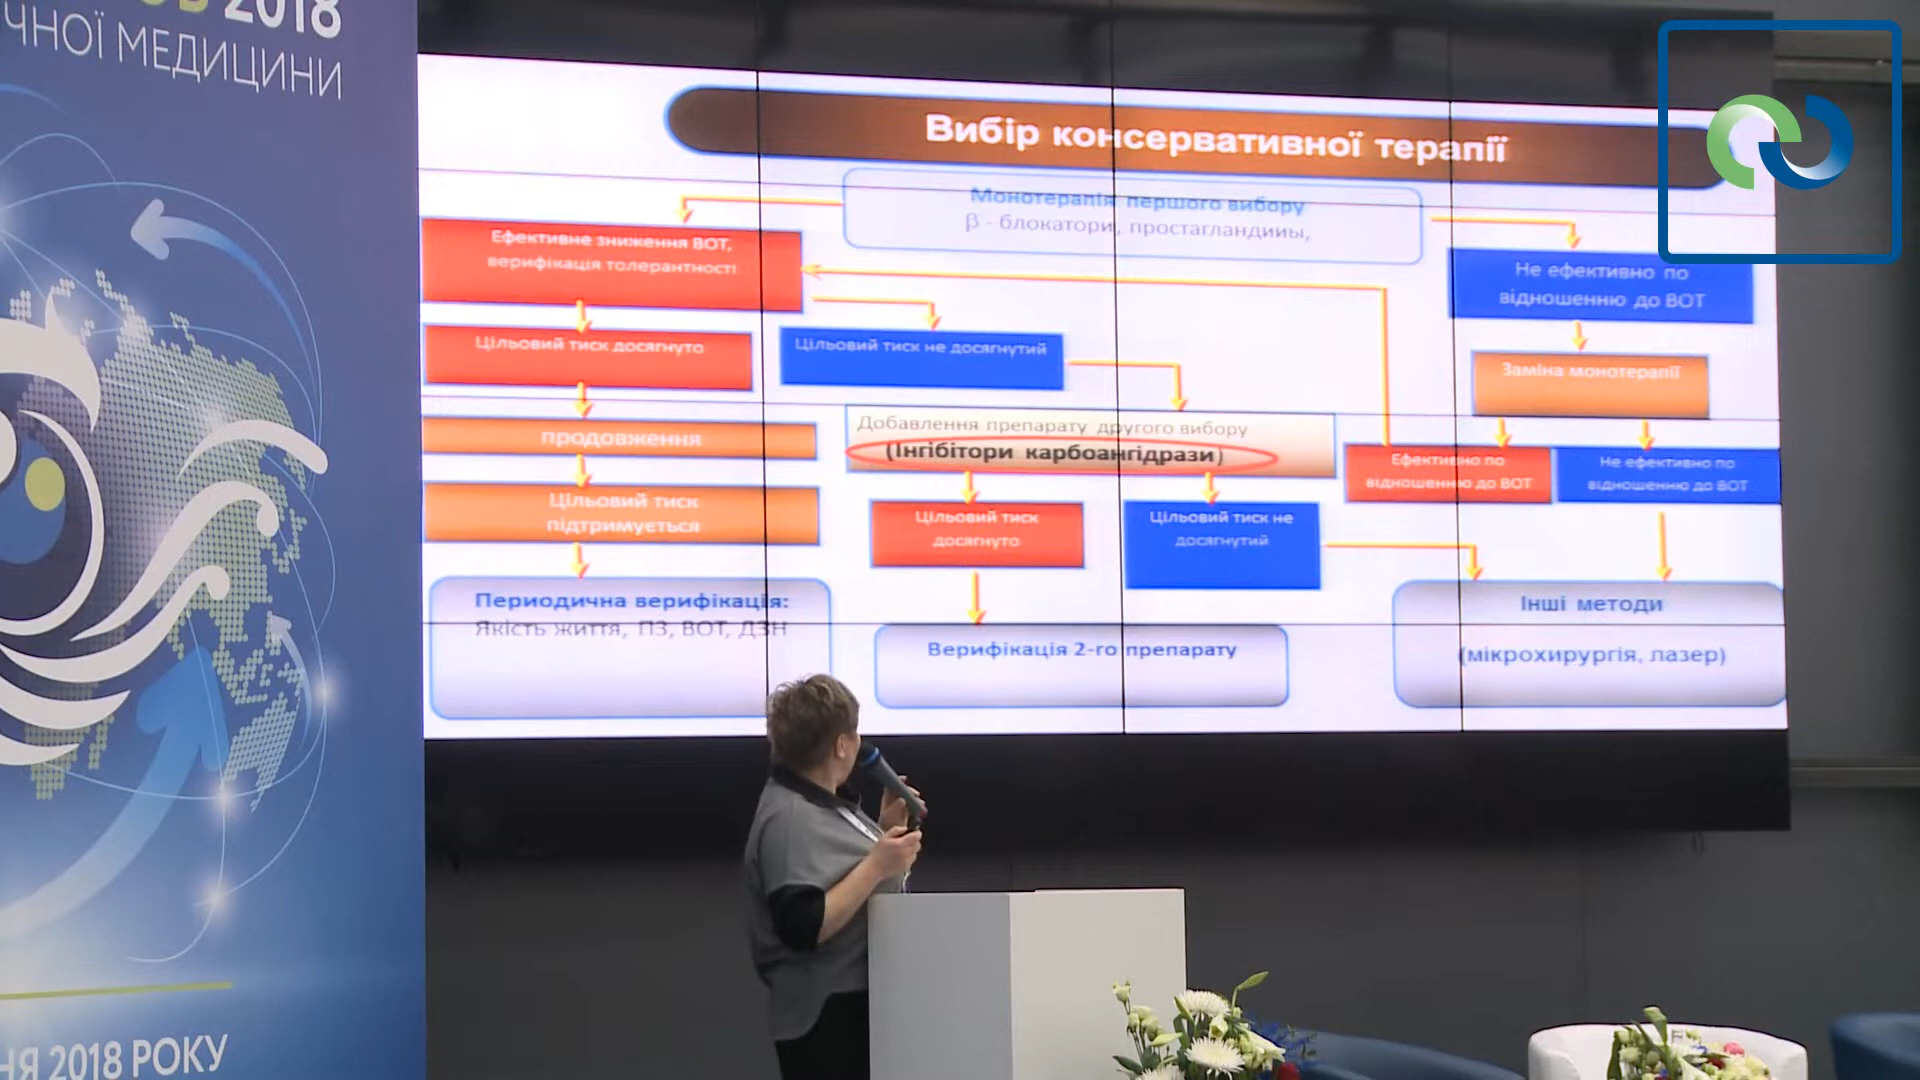 2018
ЧНОЇ МЕДИЦИНИ
Вибір консервативної терапії
Монотерапія першого вибору
β - блокатори, простагландины,
Ефективне зниження ВОТ,
верифікація толерантності
Не ефективно по
відношенню до ВОТ
Цільовий тиск досягнуто
Цільовий тиск не досягнутий
Заміна монотерапії
продовження
Добавлення препарату другого вибору
(Інгібітори карбоангідрази)
Ефективно по
відношенню до ВОТ
Не ефективно по
відношенню до ВОТ
Цільовий тиск
підтримується
Цільовий тиск
досягнуто
Цільовий тиск не
досягнутий
Периодична верифікація:
Якість життя, ПЗ, ВОТ, ДЗН
Верифікація 2-го препарату
Інші методи
(мікрохирургія, лазер)
НЯ 2018 РОКУ